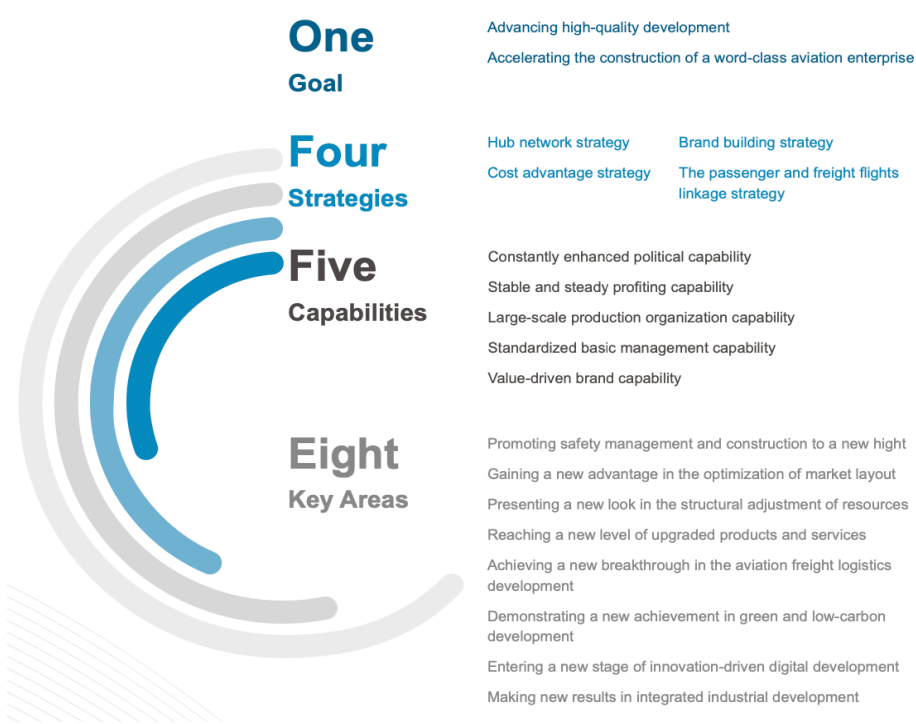 One
Goal
Advancing high-quality development
Accelerating the construction of a word-class aviation enterprise
Four
Strategies
Hub network strategy
Brand building strategy
Cost advantage strategy
The passenger and freight flights
linkage strategy
Five
Capabilities
Constantly enhanced political capability
Stable and steady profiting capability
Large-scale production organization capability
Standardized basic management capability
Value-driven brand capability
Eight
Key Areas
Promoting safety management and construction to a new hight
Gaining a new advantage in the optimization of market layout
Presenting a new look in the structural adjustment of resources
Reaching a new level of upgraded products and services
Achieving a new breakthrough in the aviation freight logistics
development
Demonstrating a new achievement in green and low-carbon
development
Entering a new stage of innovation-driven digital development
Making new results in integrated industrial development